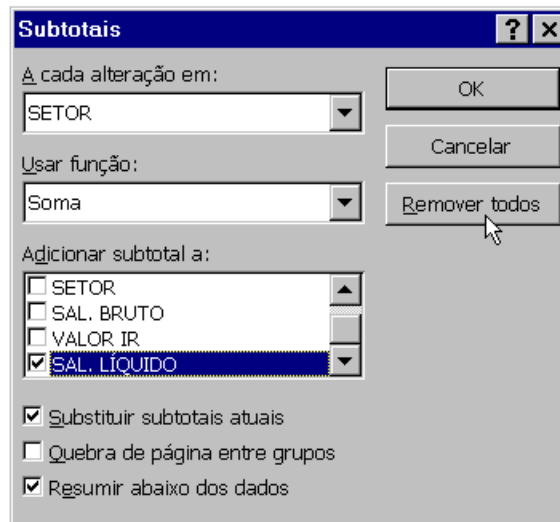 Subtotais
A cada alteração em:
SETOR
OK
Cancelar
Usar função:
Soma
Remover todos
Adicionar subtotal a:
SETOR
SAL. BRUTO
VALOR IR
SAL. LÍQUIDO
Substituir subtotais atuais
Quebra de página entre grupos
Resumir abaixo dos dados